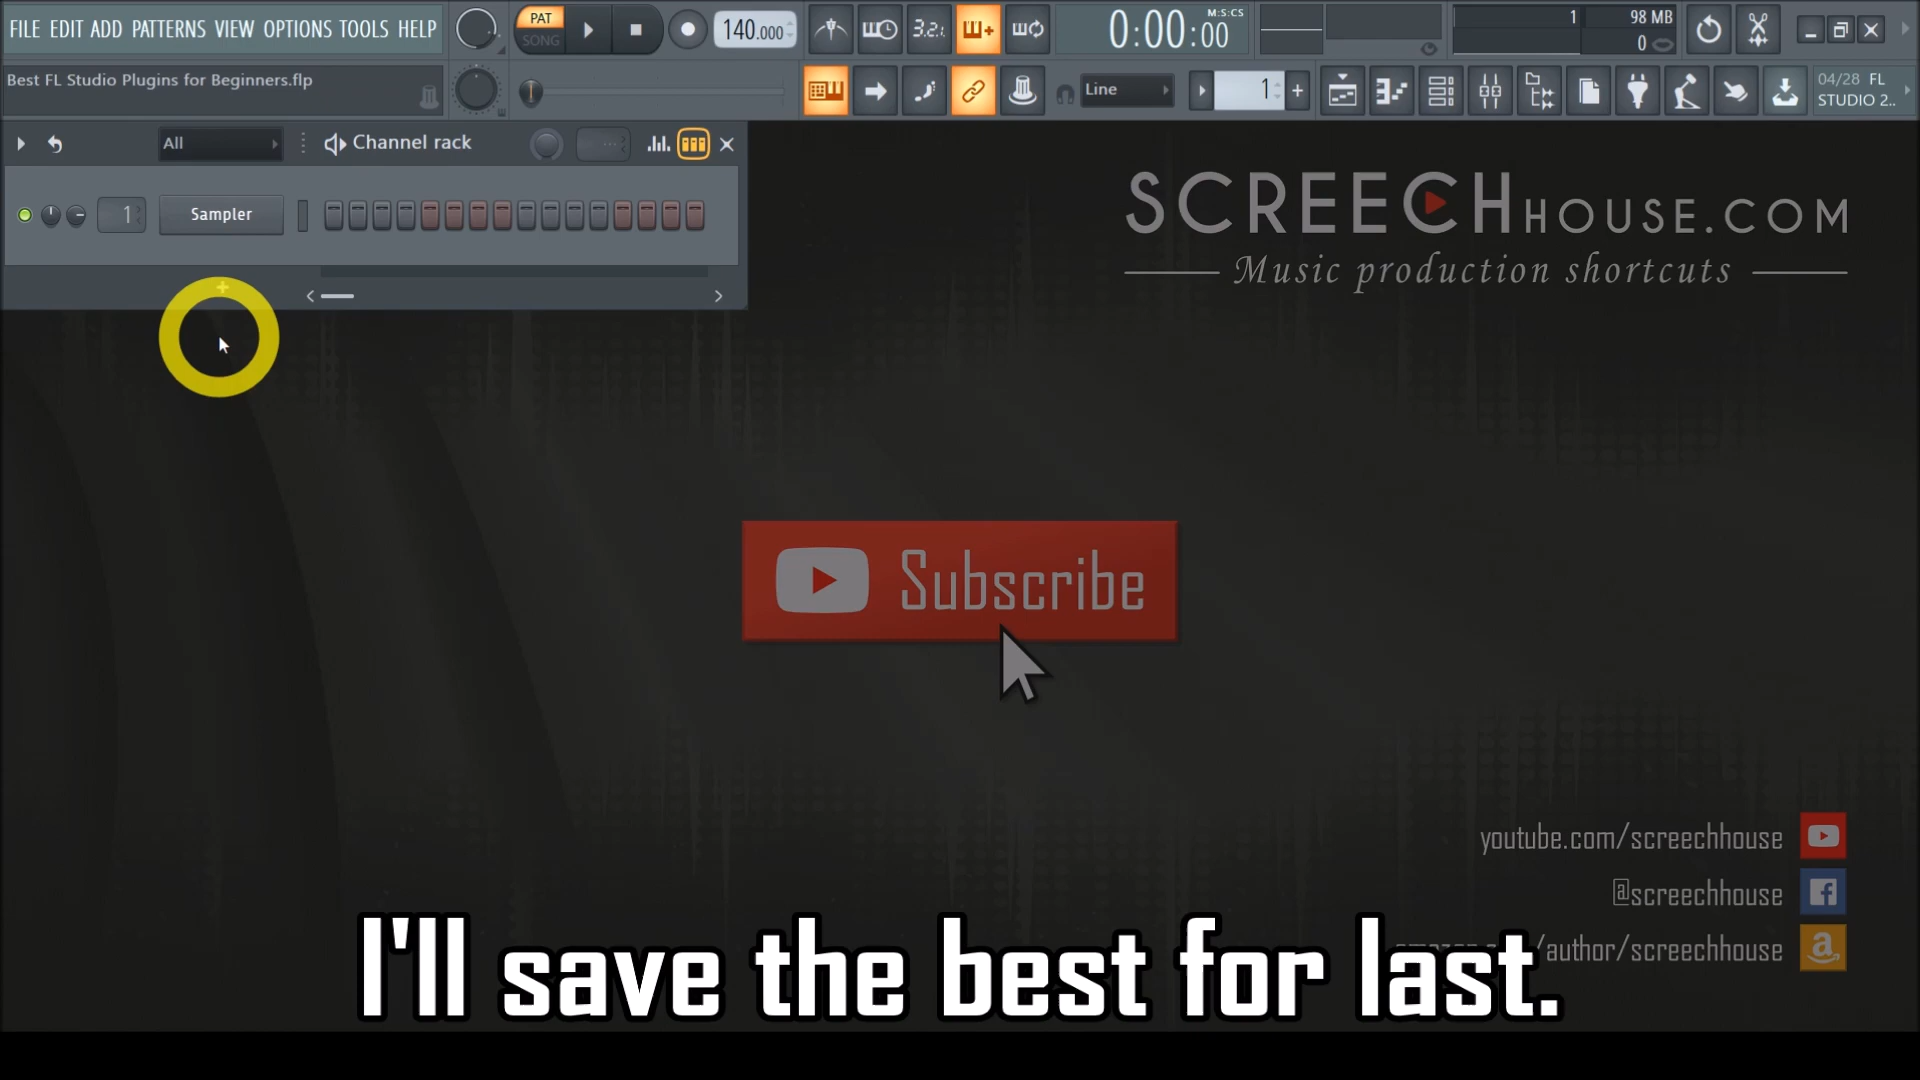 FILE EDIT ADD PATTERNS VIEW OPTIONS TOOLS HELP
PAT
SONG
140.000
3.2.1
0:00:00
M:S:CS
1
98 MB
0
Best FL Studio Plugins for Beginners.flp
Line
1
04/28 FL
STUDIO 2..
All
Channel rack
1
Sampler
SCREECHHOUSE.COM
Music production shortcuts
Subscribe
youtube.com/screechhouse
@screechhouse
/author/screechhouse
I'll save the best for last.